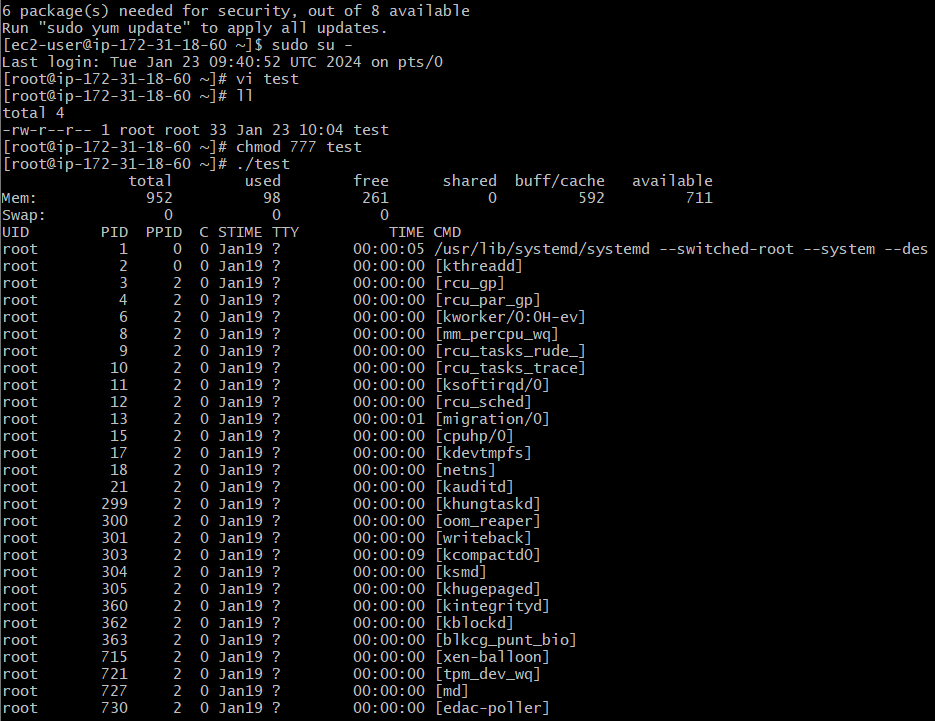 6 package(s) needed for security, out of 8 available
Run "sudo yum update" to apply all updates.
[ec2-user@ip-172-31-18-60 ~]$ sudo su -
Last login: Tue Jan 23 09:40:52 UTC 2024 on pts/0
[root@ip-172-31-18-60 ~]# vi test
[root@ip-172-31-18-60 ~]# ll
total 4
-rw-r--r-- 1 root root 33 Jan 23 10:04 test
[root@ip-172-31-18-60 ~]# chmod 777 test
[root@ip-172-31-18-60 ~]# ./test
              total        used        free      shared  buff/cache   available
Mem:            952          98         261           0         592         711
Swap:             0           0           0
UID        PID  PPID  C STIME TTY          TIME CMD
root         1     0  0 Jan19 ?        00:00:05 /usr/lib/systemd/systemd --switched-root --system --des
root         2     0  0 Jan19 ?        00:00:00 [kthreadd]
root         3     2  0 Jan19 ?        00:00:00 [rcu_gp]
root         4     2  0 Jan19 ?        00:00:00 [rcu_par_gp]
root         6     2  0 Jan19 ?        00:00:00 [kworker/0:0H-ev]
root         8     2  0 Jan19 ?        00:00:00 [mm_percpu_wq]
root         9     2  0 Jan19 ?        00:00:00 [rcu_tasks_rude_]
root        10     2  0 Jan19 ?        00:00:00 [rcu_tasks_trace]
root        11     2  0 Jan19 ?        00:00:00 [ksoftirqd/0]
root        12     2  0 Jan19 ?        00:00:00 [rcu_sched]
root        13     2  0 Jan19 ?        00:00:01 [migration/0]
root        15     2  0 Jan19 ?        00:00:00 [cpuhp/0]
root        17     2  0 Jan19 ?        00:00:00 [kdevtmpfs]
root        18     2  0 Jan19 ?        00:00:00 [netns]
root        21     2  0 Jan19 ?        00:00:00 [kauditd]
root       299     2  0 Jan19 ?        00:00:00 [khungtaskd]
root       300     2  0 Jan19 ?        00:00:00 [oom_reaper]
root       301     2  0 Jan19 ?        00:00:00 [writeback]
root       303     2  0 Jan19 ?        00:00:09 [kcompactd0]
root       304     2  0 Jan19 ?        00:00:00 [ksmd]
root       305     2  0 Jan19 ?        00:00:00 [khugepaged]
root       360     2  0 Jan19 ?        00:00:00 [kintegrityd]
root       362     2  0 Jan19 ?        00:00:00 [kblockd]
root       363     2  0 Jan19 ?        00:00:00 [blkcg_punt_bio]
root       715     2  0 Jan19 ?        00:00:00 [xen-balloon]
root       721     2  0 Jan19 ?        00:00:00 [tpm_dev_wq]
root       727     2  0 Jan19 ?        00:00:00 [md]
root       730     2  0 Jan19 ?        00:00:00 [edac-poller]